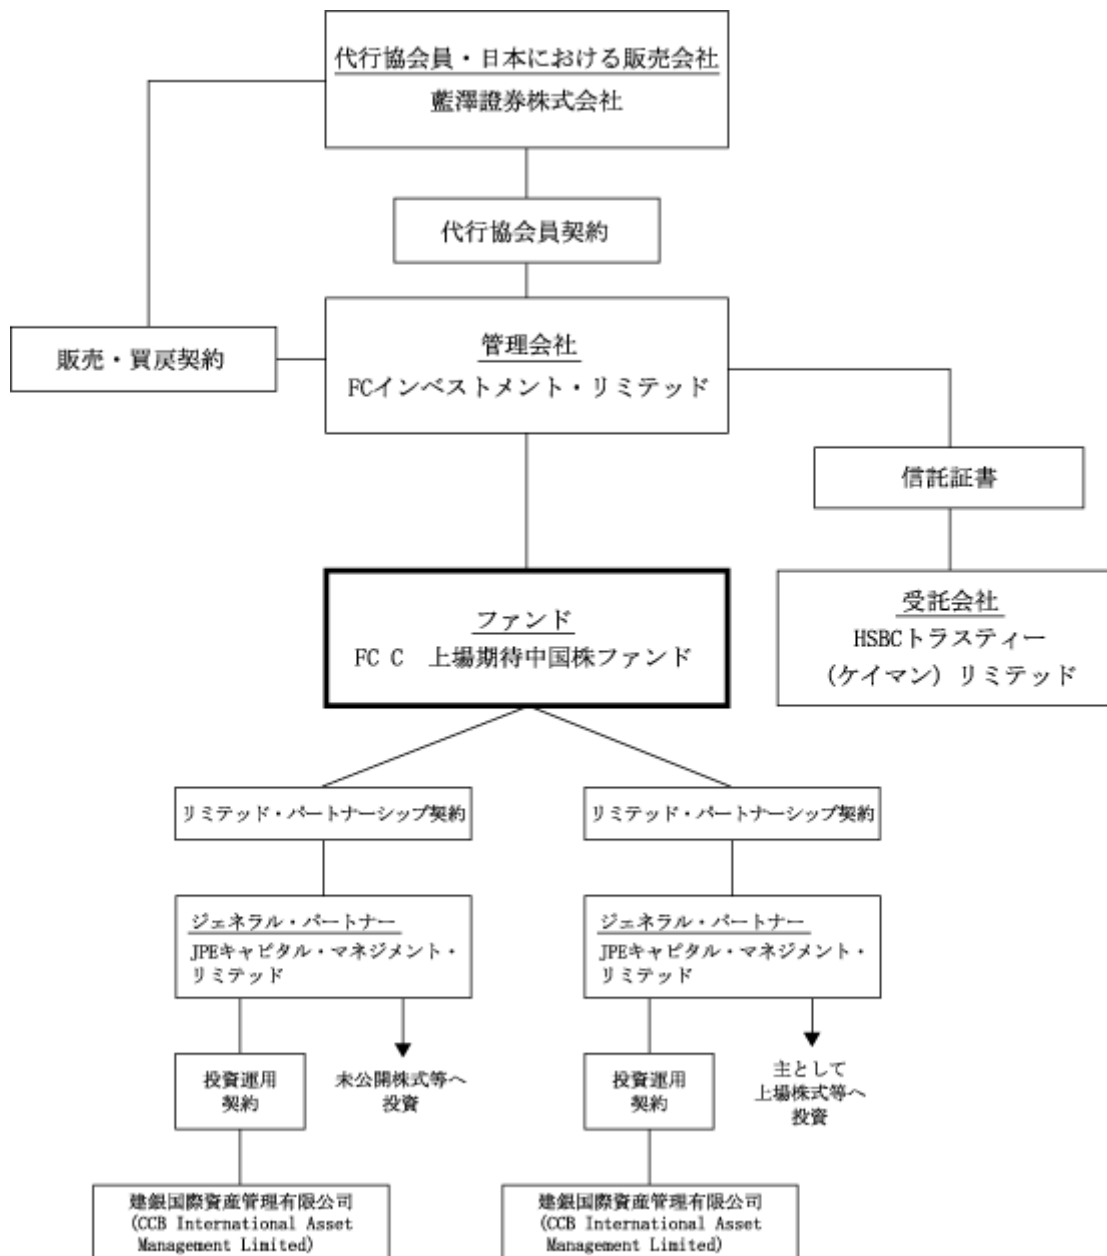 代行協会員・日本における販売会社
藍澤證券株式会社
代行協会員契約
販売・買戻契約
管理会社
FCインベストメント・リミテッド
信託証書
ファンド
FC C 上場期待中国株ファンド
受託会社
HSBCトラスティー
(ケイマン) リミテッド
リミテッド・パートナーシップ契約
リミテッド・パートナーシップ契約
ジェネラル・パートナー
JPEキャピタル・マネジメント・
リミテッド
ジェネラル・パートナー
JPEキャピタル・マネジメント・
リミテッド
投資運用
契約
未公開株式等へ
投資
投資運用
契約
主として
上場株式等へ
投資
建銀国際資産管理有限公司
(CCB International Asset
Management Limited)
建銀国際資産管理有限公司
(CCB International Asset
Management Limited)